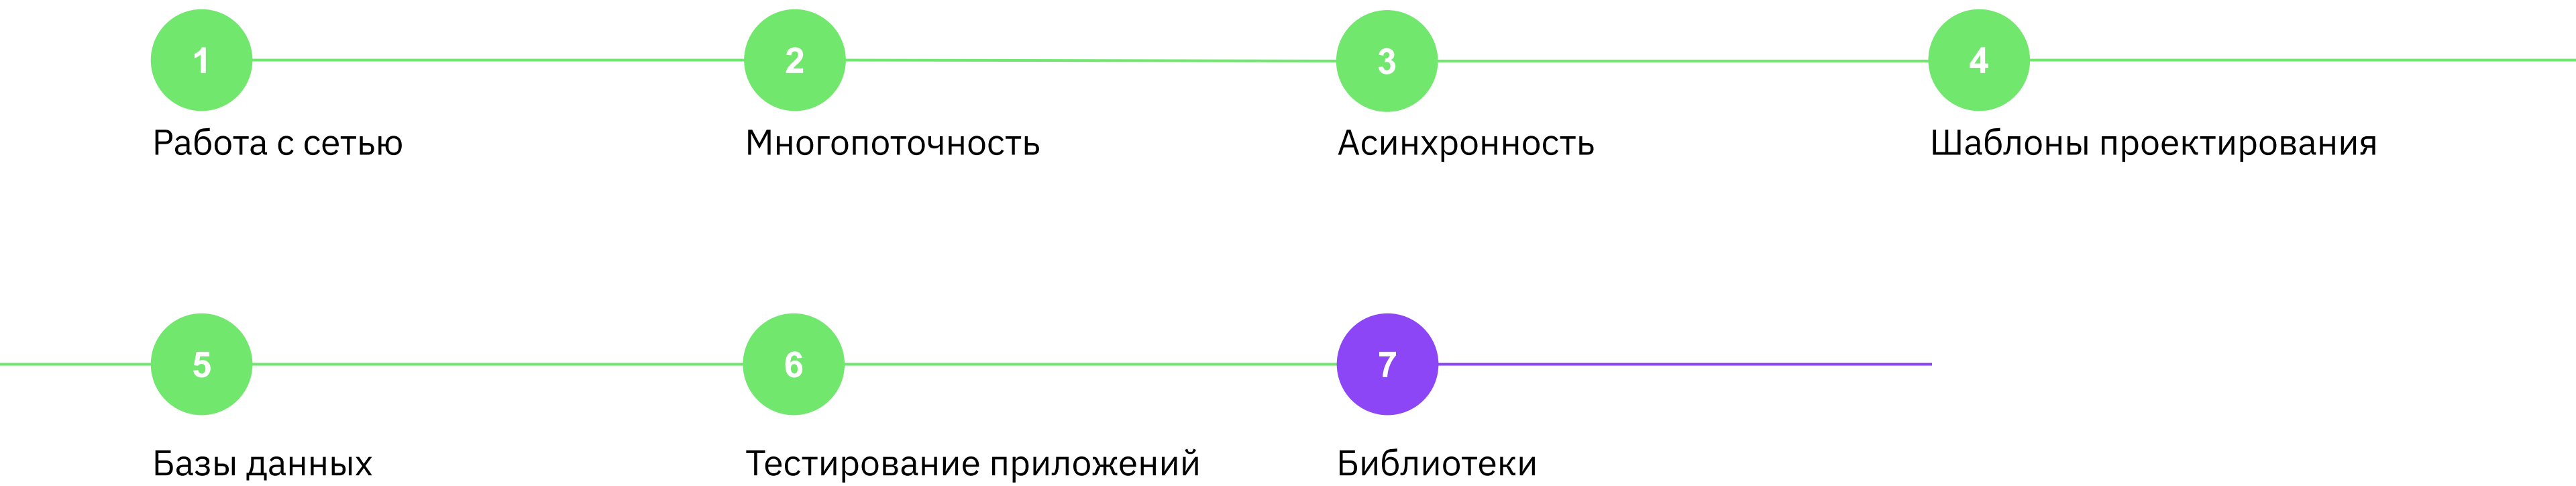 1
2
3
4
Работа с сетью
Многопоточность
Асинхронность
Шаблоны проектирования
5
6
7
Базы данных
Тестирование приложений
Библиотеки